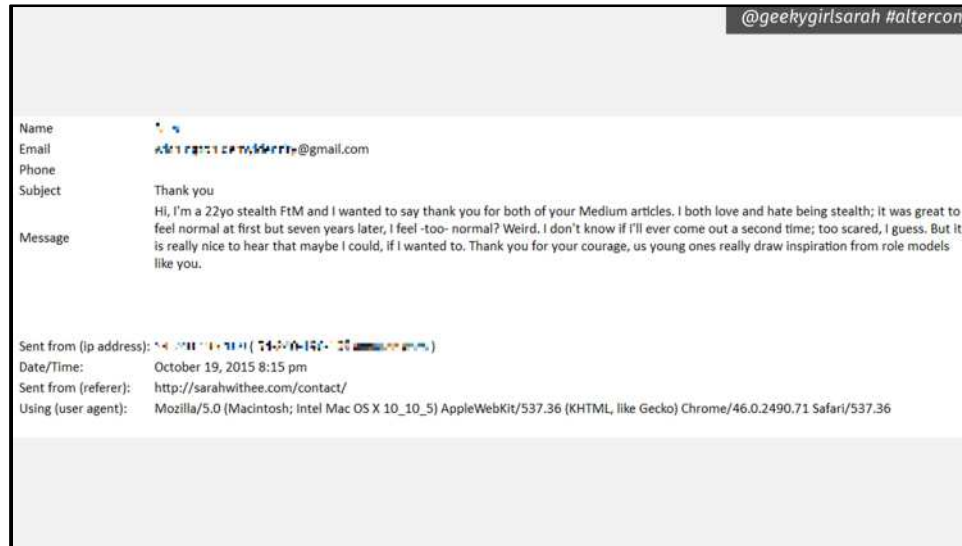 @geekygirlsarah #altercon
Name
Email @gmail.com
Phone
Subject Thank you
Message
Hi, I'm a 22yo stealth FtM and I wanted to say thank you for both of your Medium articles. I both love and hate being stealth; it was great to
feel normal at first but seven years later, I feel -too- normal? Weird. I don't know if I'll ever come out a second time; too scared, I guess. But it
is really nice to hear that maybe I could, if I wanted to. Thank you for your courage, us young ones really draw inspiration from role models
like you.
Sent from (ip address): ( )
Date/Time: October 19, 2015 8:15 pm
Sent from (referer): http://sarahwithee.com/contact/
Using (user agent): Mozilla/5.0 (Macintosh; Intel Mac OS X 10_10_5) AppleWebKit/537.36 (KHTML, like Gecko) Chrome/46.0.2490.71 Safari/537.36